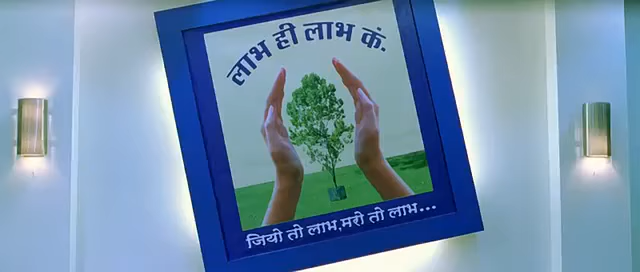 लाभ ही लाभ कं.
जियो तो लाभ,मरो तो लाभ...